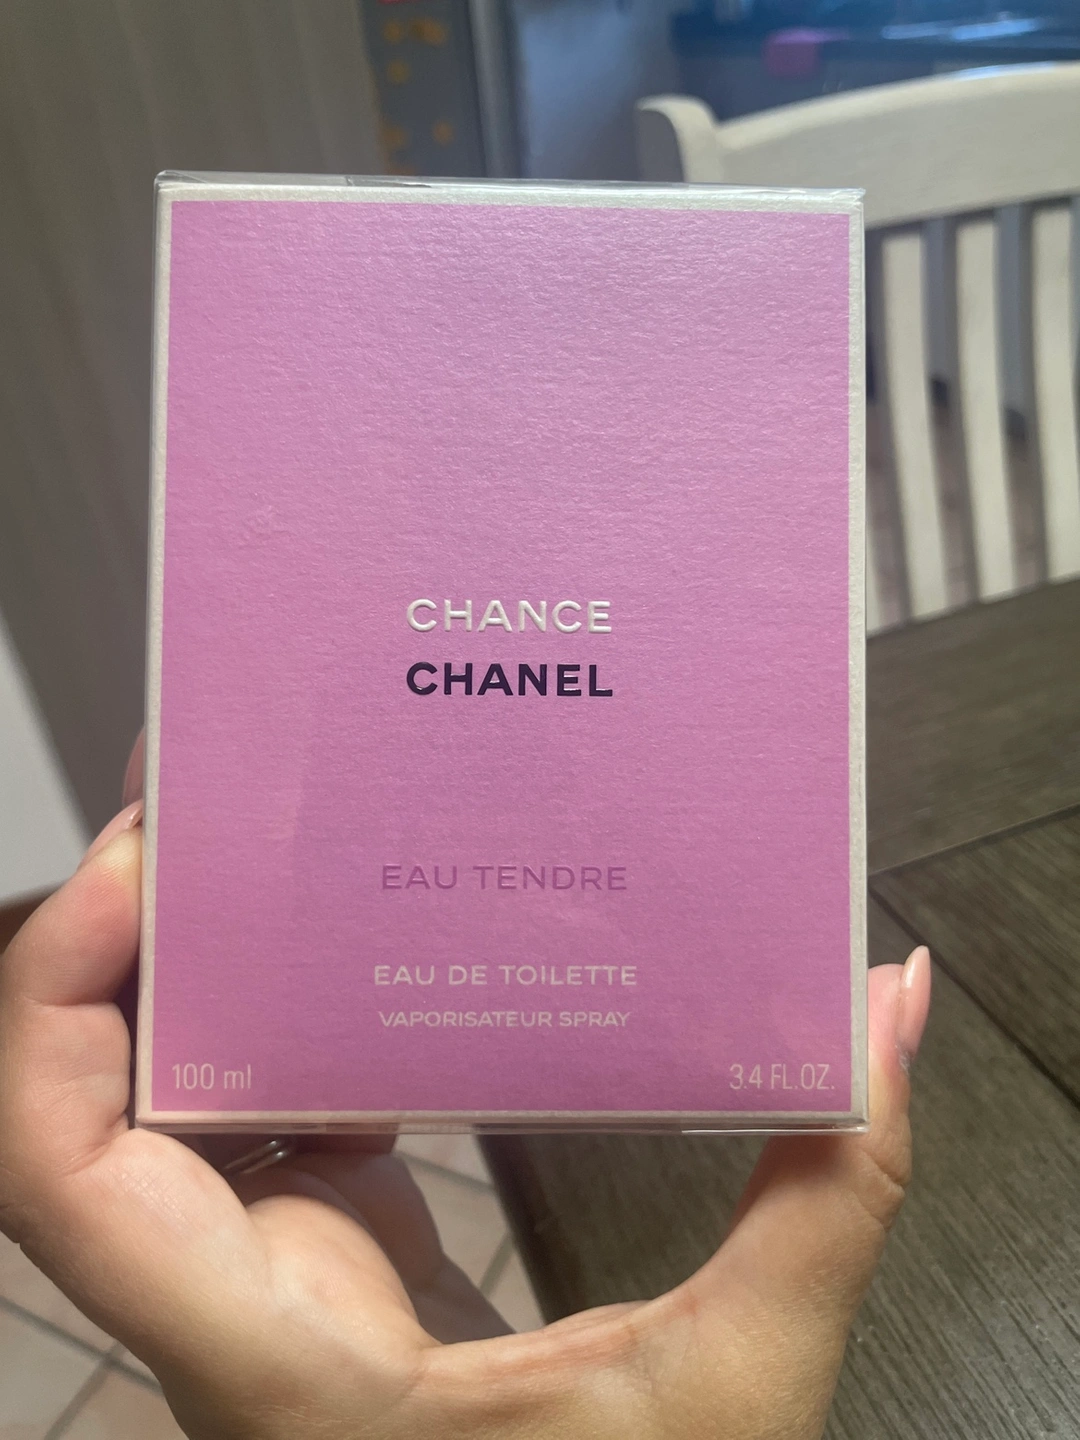 CHANCE
CHANEL
EAU TENDRE
EAU DE TOILETTE
VAPORISATEUR SPRAY
100 ml 3.4 FL.OZ.